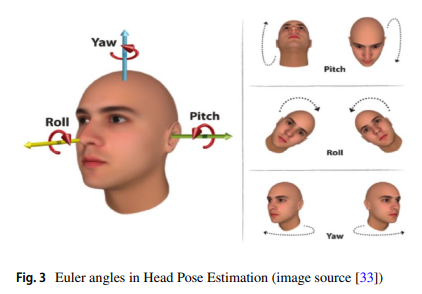 Yaw
Roll
Pitch
Pitch
Roll
Yaw
Fig. 3 Euler angles in Head Pose Estimation (image source [33])